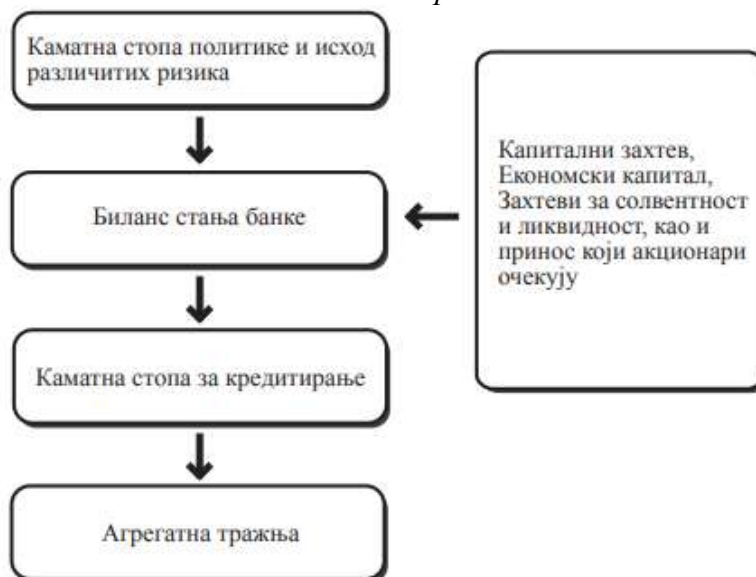 Каматна стопа политике и исход
различитих ризика
Биланс стања банке
Капитални захтев,
Економски капитал,
Захтеви за солвентност
и ликвидност, као и
принос који акционари
очекују
Каматна стопа за кредитирање
Агрегатна тражња